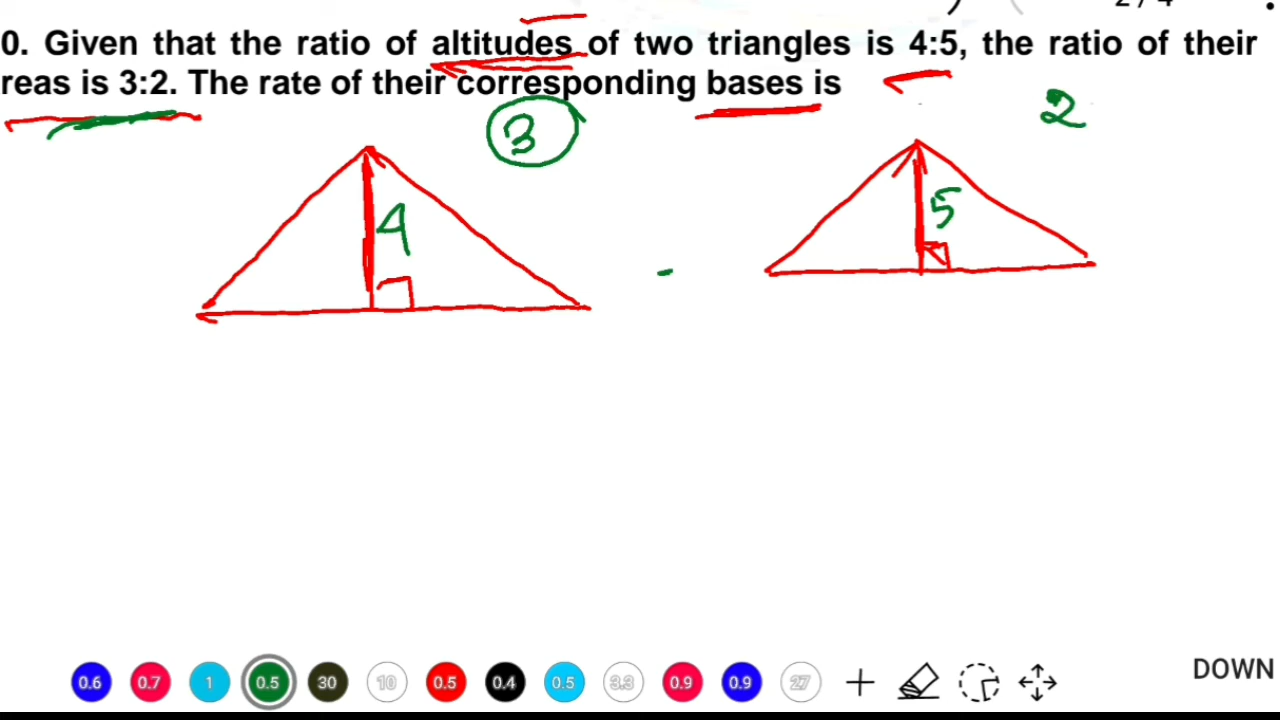 0. Given that the ratio of altitudes of two triangles is 4:5, the ratio of their
reas is 3:2. The rate of their corresponding bases is
3
2
4
5
0.6 0.7 1 0.5 30 10 0.5 0.4 0.5 3.3 0.9 0.9 27
DOWN